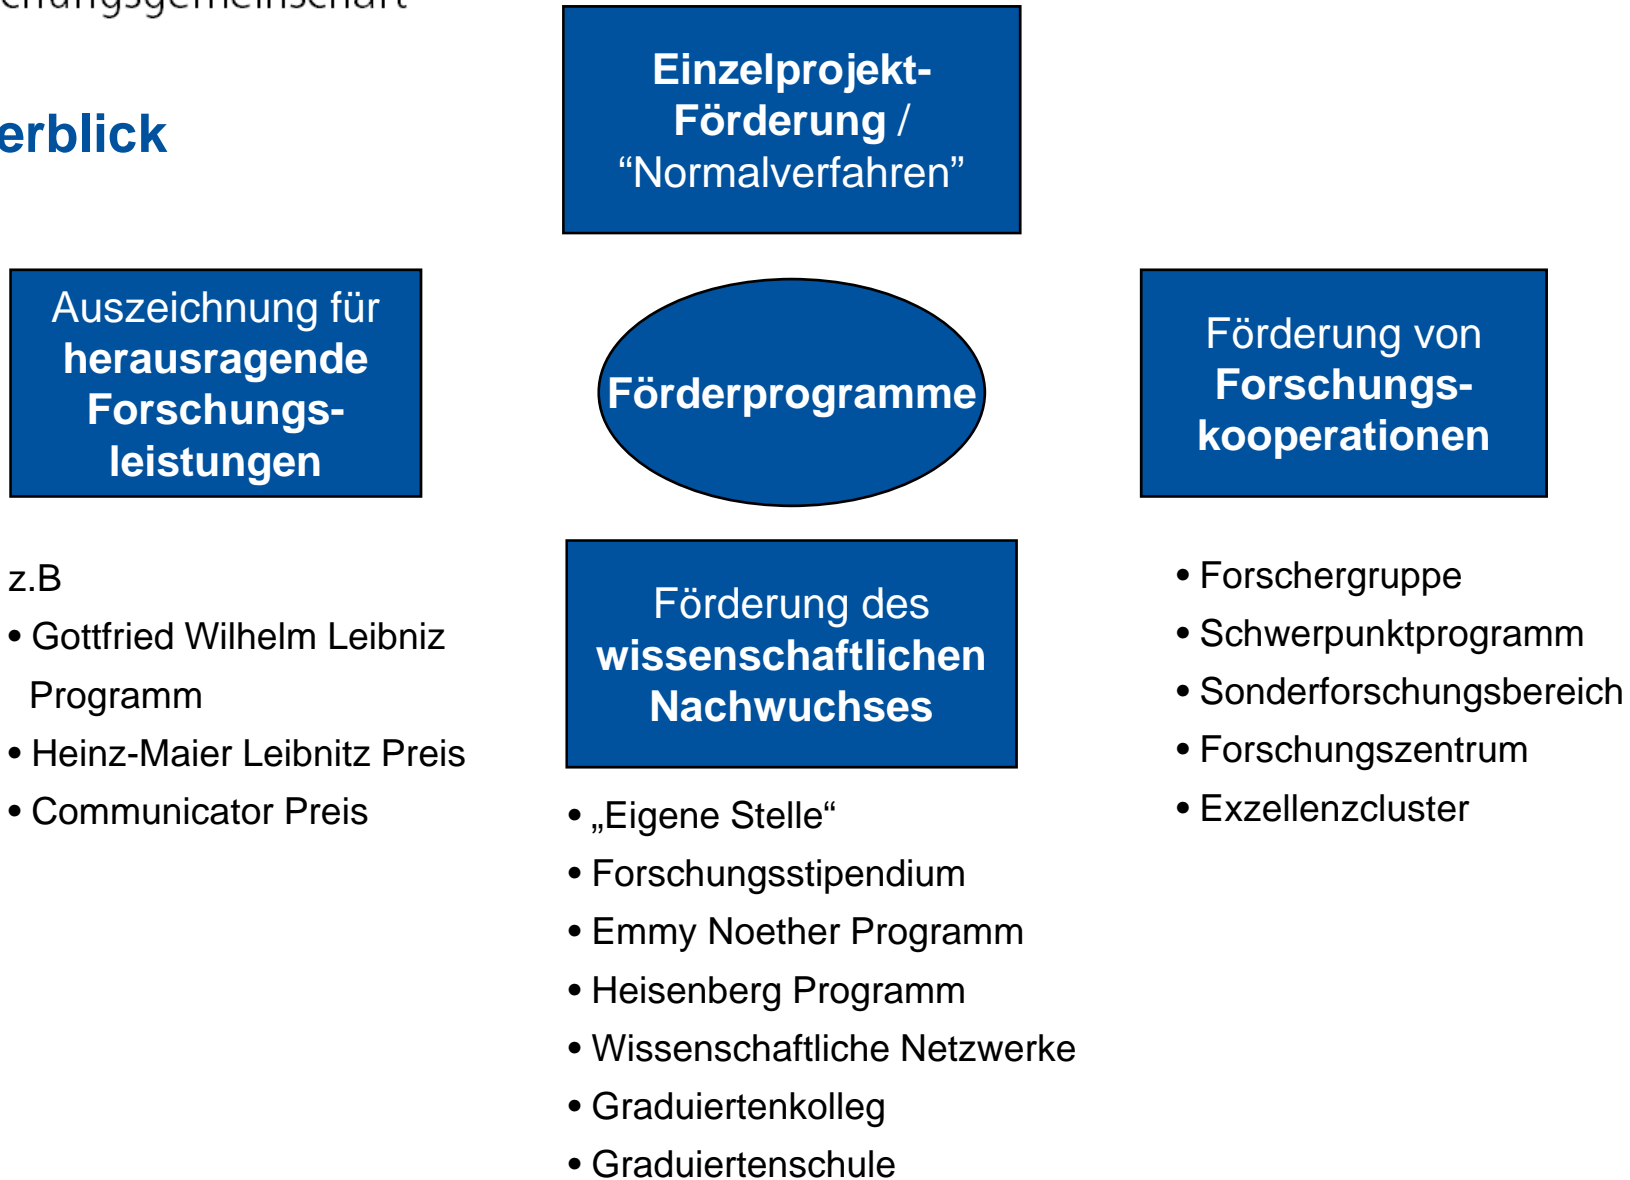 erblick
Einzelprojekt-
Förderung /
“Normalverfahren”
Auszeichnung für
herausragende
Forschungs-
leistungen
z.B
• Gottfried Wilhelm Leibniz
Programm
• Heinz-Maier Leibnitz Preis
• Communicator Preis
Förderprogramme
Förderung des
wissenschaftlichen
Nachwuchses
• „Eigene Stelle“
• Forschungsstipendium
• Emmy Noether Programm
• Heisenberg Programm
• Wissenschaftliche Netzwerke
• Graduiertenkolleg
• Graduiertenschule
Förderung von
Forschungs-
kooperationen
• Forschergruppe
• Schwerpunktprogramm
• Sonderforschungsbereich
• Forschungszentrum
• Exzellenzcluster